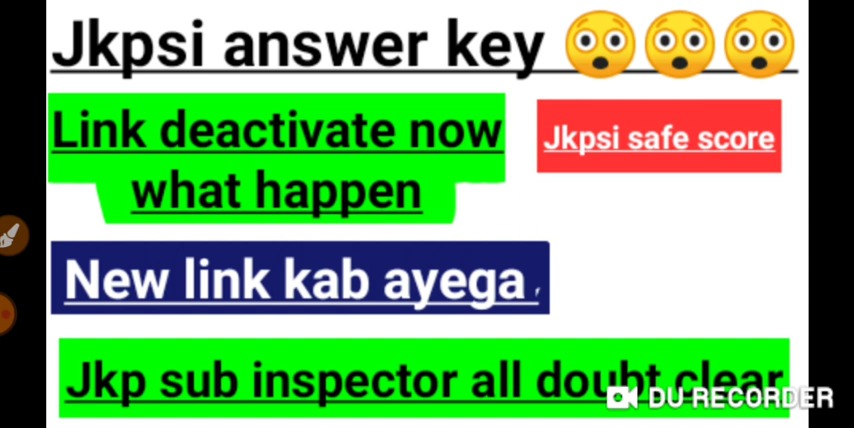 Jkpsi answer key 😳😳😳
Link deactivate now
what happen
Jkpsi safe score
New link kab ayega
Jkp sub inspector all doubt clear
DU RECORDER